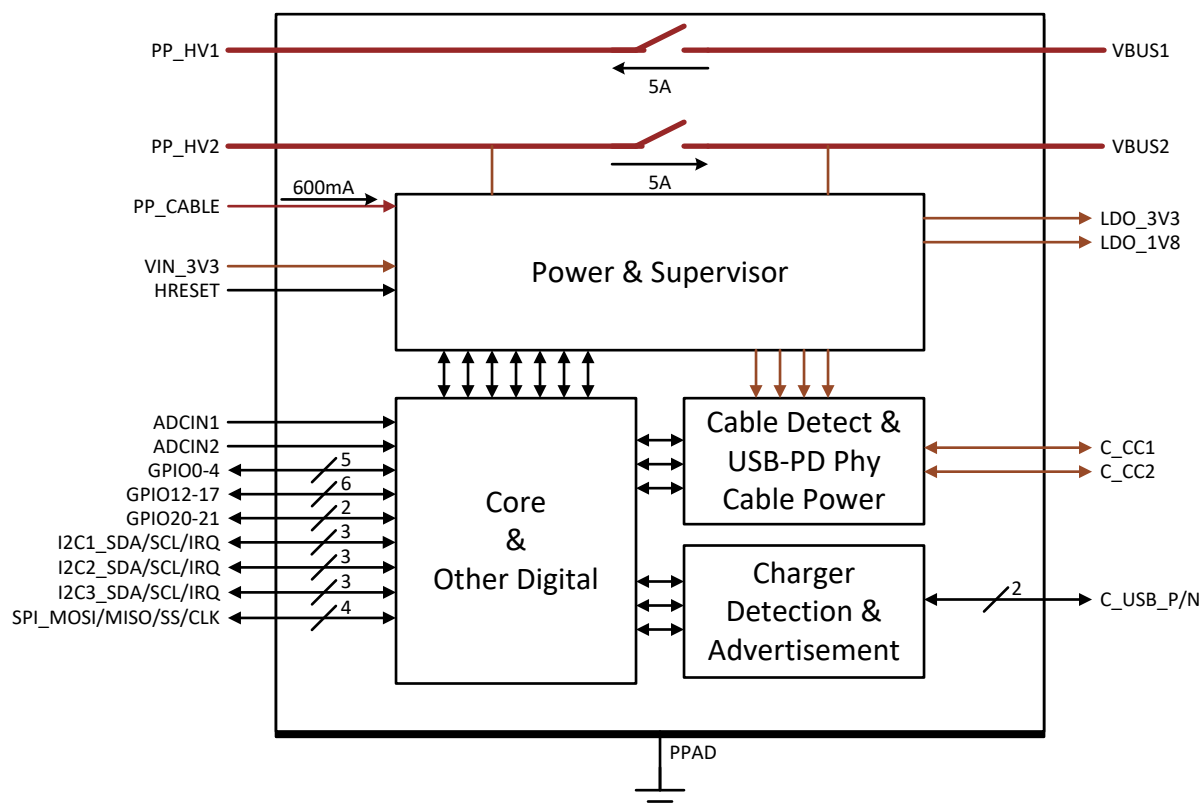 PP_HV1
VBUS1
5A
PP_HV2
VBUS2
5A
600mA
PP_CABLE
LDO_3V3
LDO_1V8
VIN_3V3
HRESET
Power & Supervisor
ADCIN1
ADCIN2
GPIO0-4
5
GPIO12-17
6
GPIO20-21
2
I2C1_SDA/SCL/IRQ
3
I2C2_SDA/SCL/IRQ
3
I2C3_SDA/SCL/IRQ
3
SPI_MOSI/MISO/SS/CLK
4
Core
&
Other Digital
Cable Detect &
USB-PD Phy
Cable Power
C_CC1
C_CC2
Charger
Detection &
Advertisement
2
C_USB_P/N
PPAD